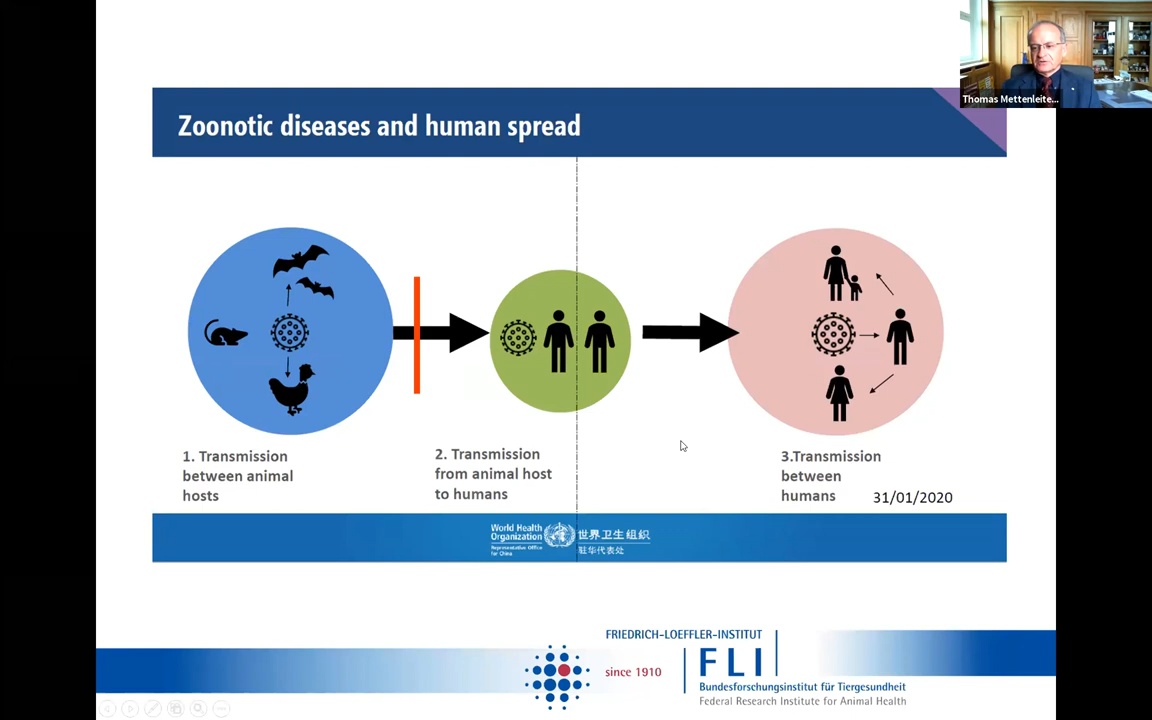 Thomas Mettenleite...
Zoonotic diseases and human spread
1. Transmission
between animal
hosts
2. Transmission
from animal host
to humans
3.Transmission
between
humans
31/01/2020
World Health
Organization
Representative Office
for China
世界卫生组织
驻华代表处
FRIEDRICH-LOEFFLER-INSTITUT
since 1910
FLI
Bundesforschungsinstitut für Tiergesundheit
Federal Research Institute for Animal Health